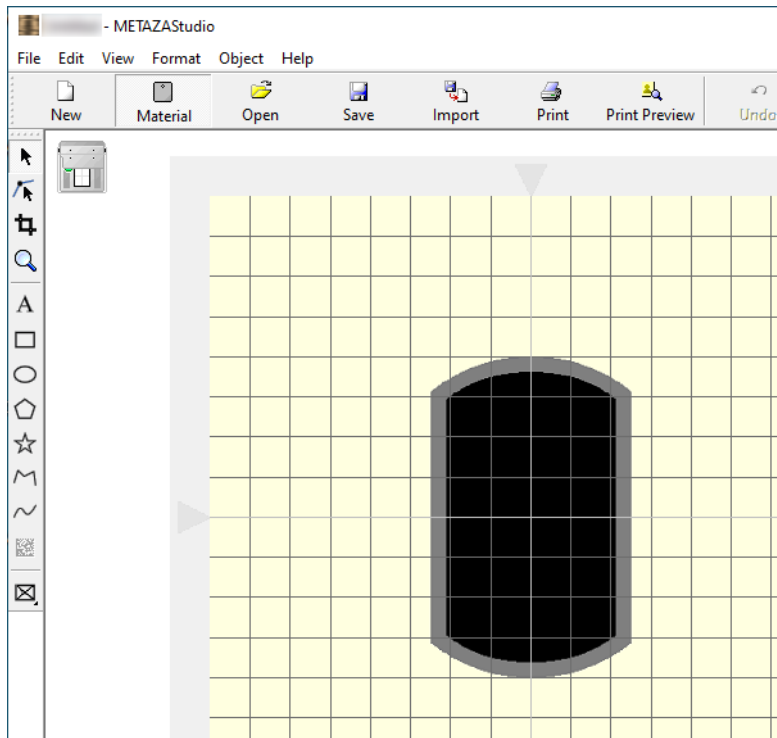 - METAZAStudio
File Edit View Format Object Help
New Material Open Save Import Print Print Preview Undo
A